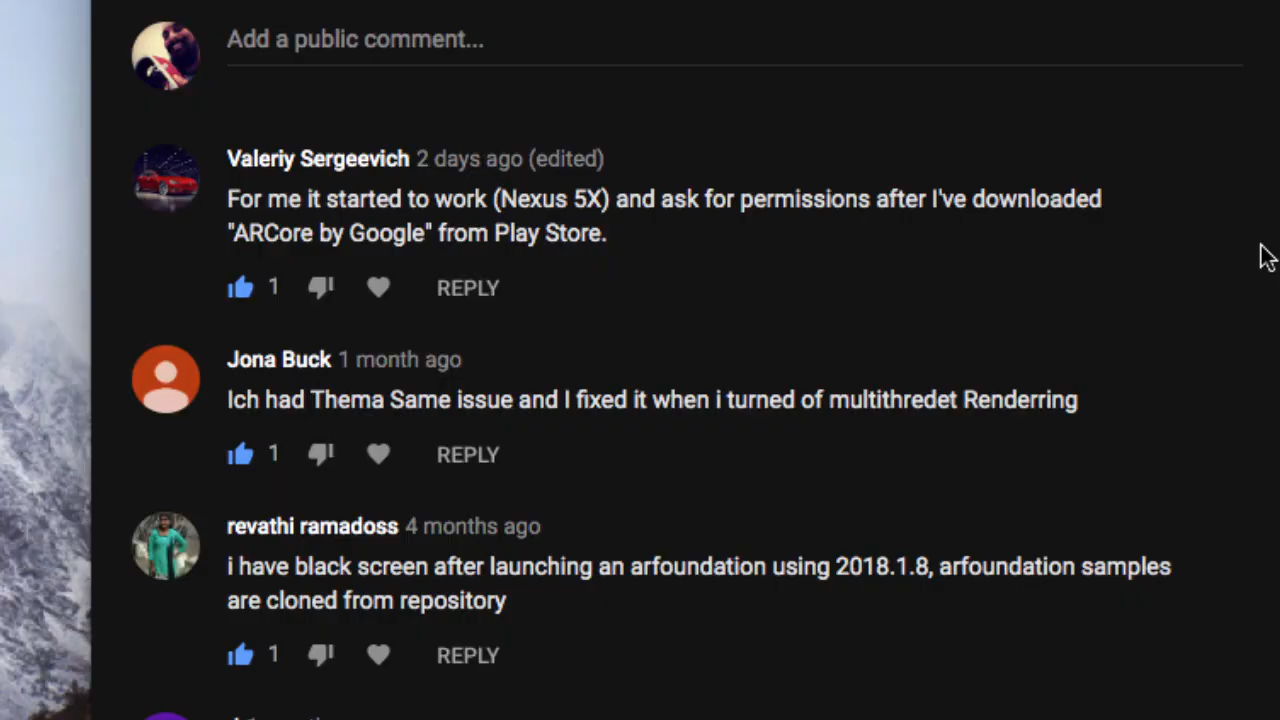 Add a public comment...
Valeriy Sergeevich 2 days ago (edited)
For me it started to work (Nexus 5X) and ask for permissions after I've downloaded
"ARCore by Google" from Play Store.
1 REPLY
Jona Buck 1 month ago
Ich had Thema Same issue and I fixed it when i turned of multithredet Renderring
1 REPLY
revathi ramadoss 4 months ago
i have black screen after launching an arfoundation using 2018.1.8, arfoundation samples
are cloned from repository
1 REPLY